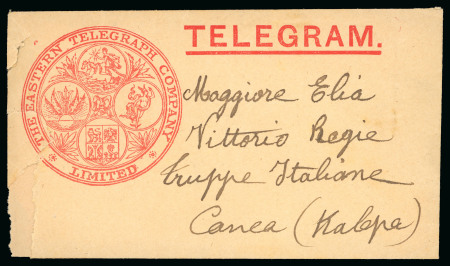 TELEGRAM.
THE EASTERN TELEGRAPH COMPANY
LIMITED
Maggiore Elia
Vittorio Regie
Truppe Italiane
Canea (Kalepa)